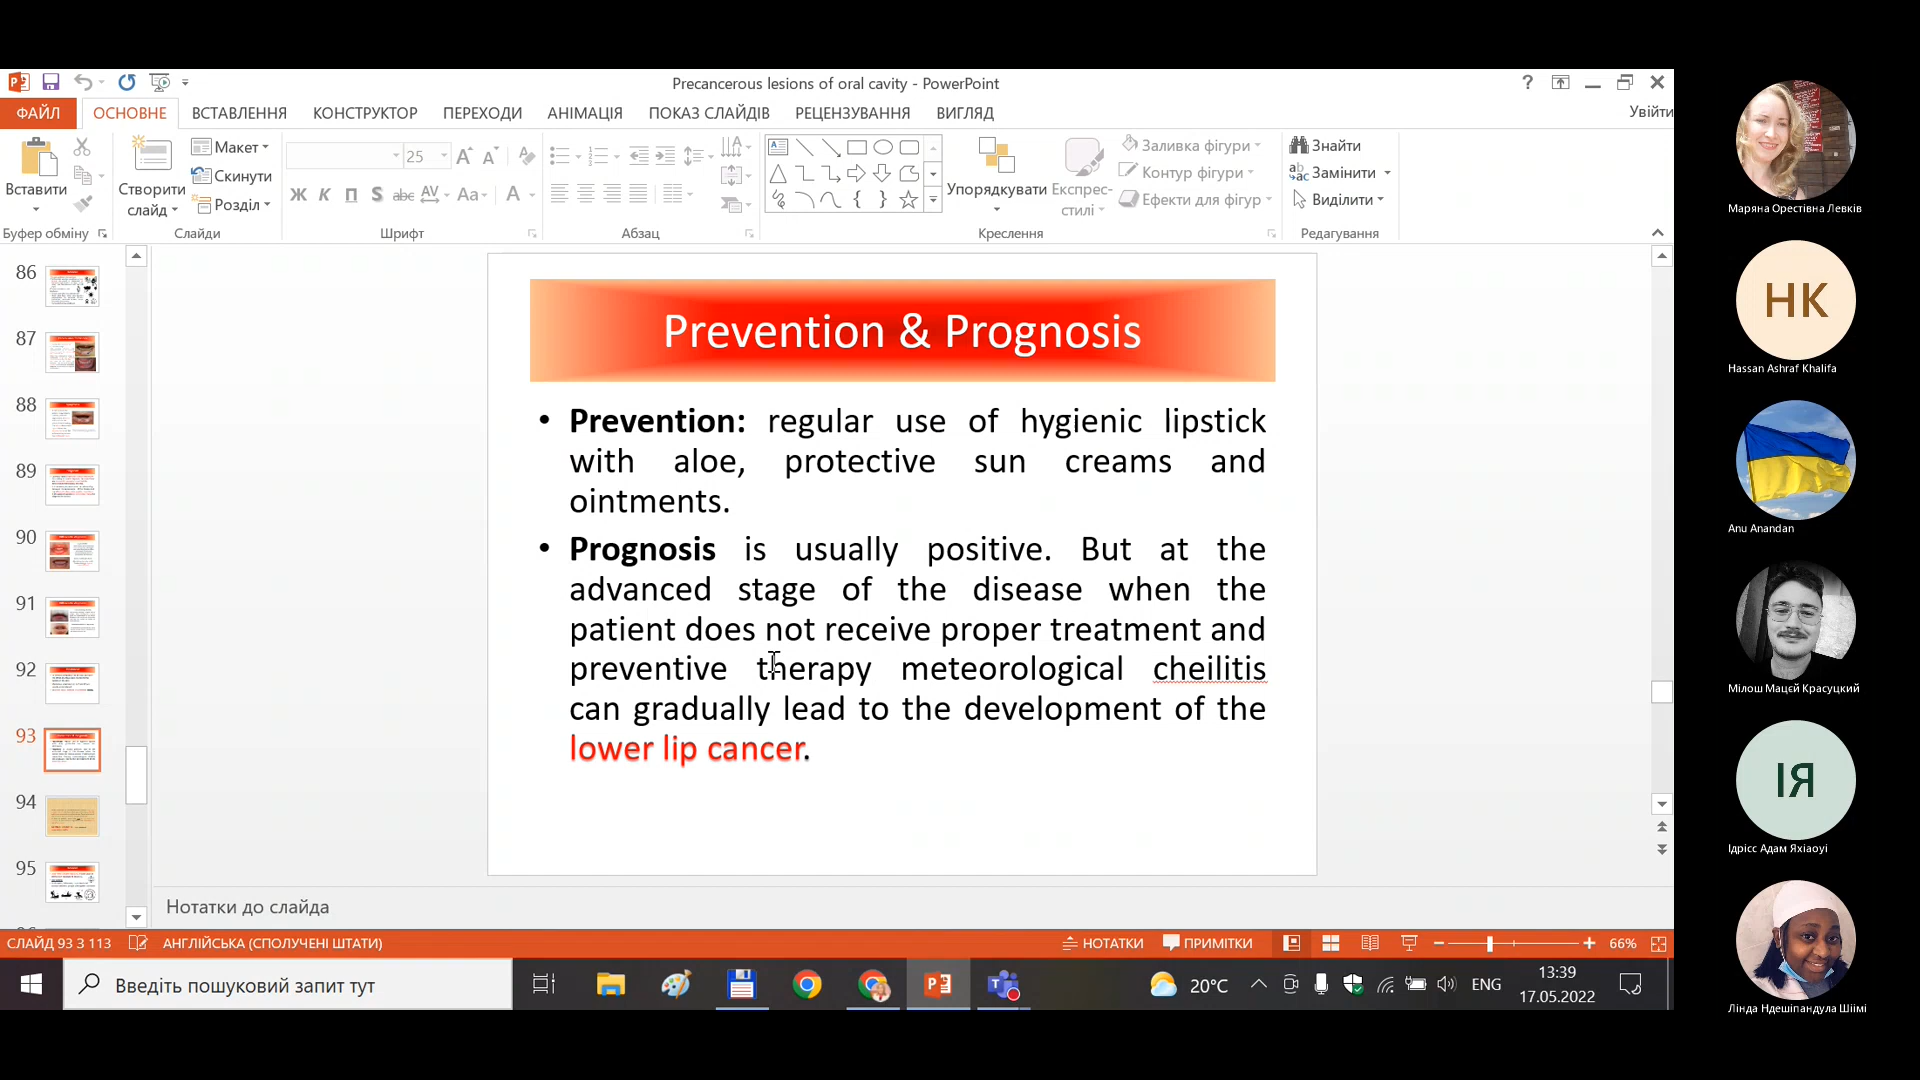 Precancerous lesions of oral cavity - PowerPoint
?
ФАЙЛ ОСНОВНЕ ВСТАВЛЕННЯ КОНСТРУКТОР ПЕРЕХОДИ АНІМАЦІЯ ПОКАЗ СЛАЙДІВ РЕЦЕНЗУВАННЯ ВИГЛЯД Увійти
Вставити
Створити слайд
Макет
Скинути
Розділ
25
Ж К П S abc AV Aa A
Упорядкувати
Експрес-стилі
Заливка фігури
Контур фігури
Ефекти для фігур
Знайти
Замінити
Виділити
Буфер обміну Слайди Шрифт Абзац Креслення Редагування
86
87
88
89
90
91
92
93
94
95
Prevention & Prognosis
• Prevention: regular use of hygienic lipstick
with aloe, protective sun creams and
ointments.
• Prognosis is usually positive. But at the
advanced stage of the disease when the
patient does not receive proper treatment and
preventive therapy meteorological cheilitis
can gradually lead to the development of the
lower lip cancer.
Нотатки до слайда
СЛАЙД 93 З 113 АНГЛІЙСЬКА (СПОЛУЧЕНІ ШТАТИ) НОТАТКИ ПРИМІТКИ 66%
Введіть пошуковий запит тут
20°C ENG
13:39
17.05.2022
Маряна Орестівна Левків
НК
Hassan Ashraf Khalifa
Anu Anandan
Мілош Мацєй Красуцкий
ІЯ
Ідрісс Адам Яхіаоуі
Лінда Ндешіпандула Шіімі